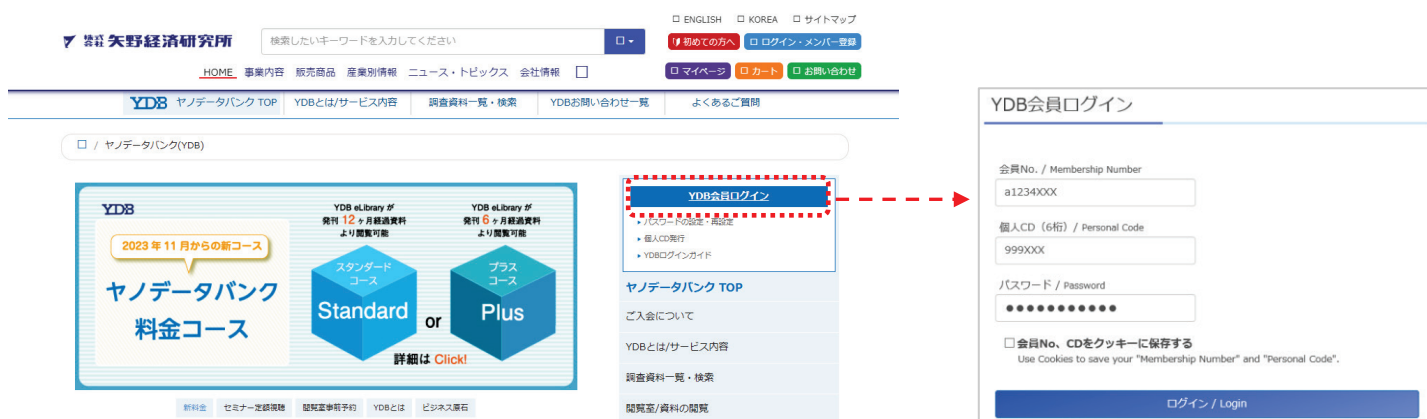 ENGLISH KOREA サイトマップ
株式会社 矢野経済研究所
検索したいキーワードを入力してください
初めての方へ ログイン・メンバー登録
HOME 事業内容 販売商品 産業別情報 ニュース・トピックス 会社情報
マイページ カート お問い合わせ
YDB ヤノデータバンク TOP YDBとは/サービス内容 調査資料一覧・検索 YDBお問い合わせ一覧 よくあるご質問
/ ヤノデータバンク(YDB)
YDB
2023年11月からの新コース
ヤノデータバンク
料金コース
YDB eLibrary が
発刊 12 ヶ月経過資料
より閲覧可能
YDB eLibrary が
発刊 6 ヶ月経過資料
より閲覧可能
スタンダード
コース
Standard
or
プラス
コース
Plus
詳細は Click!
新料金 セミナー定額視聴 閲覧室事前予約 YDBとは ビジネス原石
YDB会員ログイン
パスワードの設定・再設定
個人CD発行
YDBログインガイド
ヤノデータバンク TOP
ご入会について
YDBとは/サービス内容
調査資料一覧・検索
閲覧室/資料の閲覧
YDB会員ログイン
会員No. / Membership Number
a1234XXX
個人CD（6桁）/ Personal Code
999XXX
パスワード / Password
●●●●●●●●●●●
会員No、CDをクッキーに保存する
Use Cookies to save your "Membership Number" and "Personal Code".
ログイン / Login